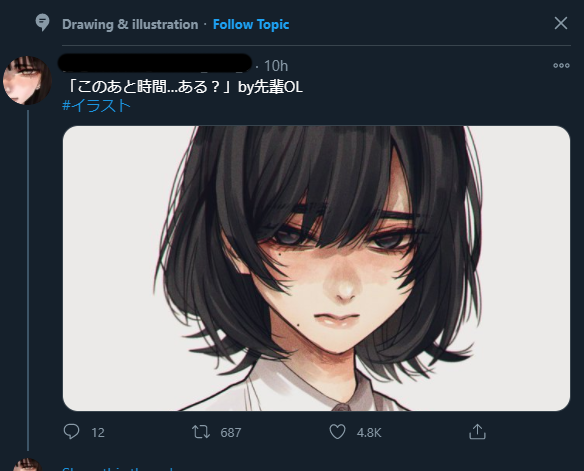 Drawing & illustration · Follow Topic
· 10h
「このあと時間...ある？」by先輩OL
#イラスト
12 687 4.8K